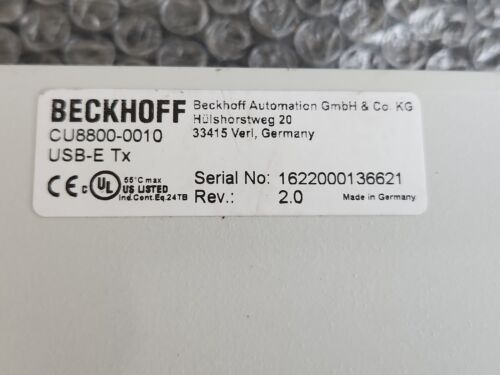 BECKHOFF
CU8800-0010
USB-E Tx
Beckhoff Automation GmbH & Co. KG
Hülshorstweg 20
33415 Verl, Germany
CE c UL 55°C max
US LISTED
Ind.Cont.Eq.24TB
Serial No: 1622000136621
Rev.: 2.0
Made in Germany